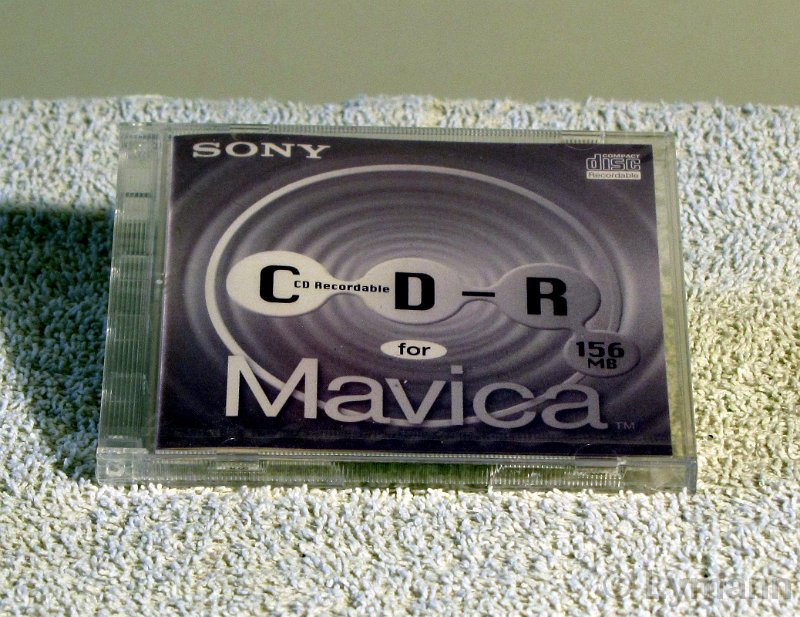 SONY
COMPACT
disc
Recordable
C CD Recordable D - R
156
MB
for
Mavica ™